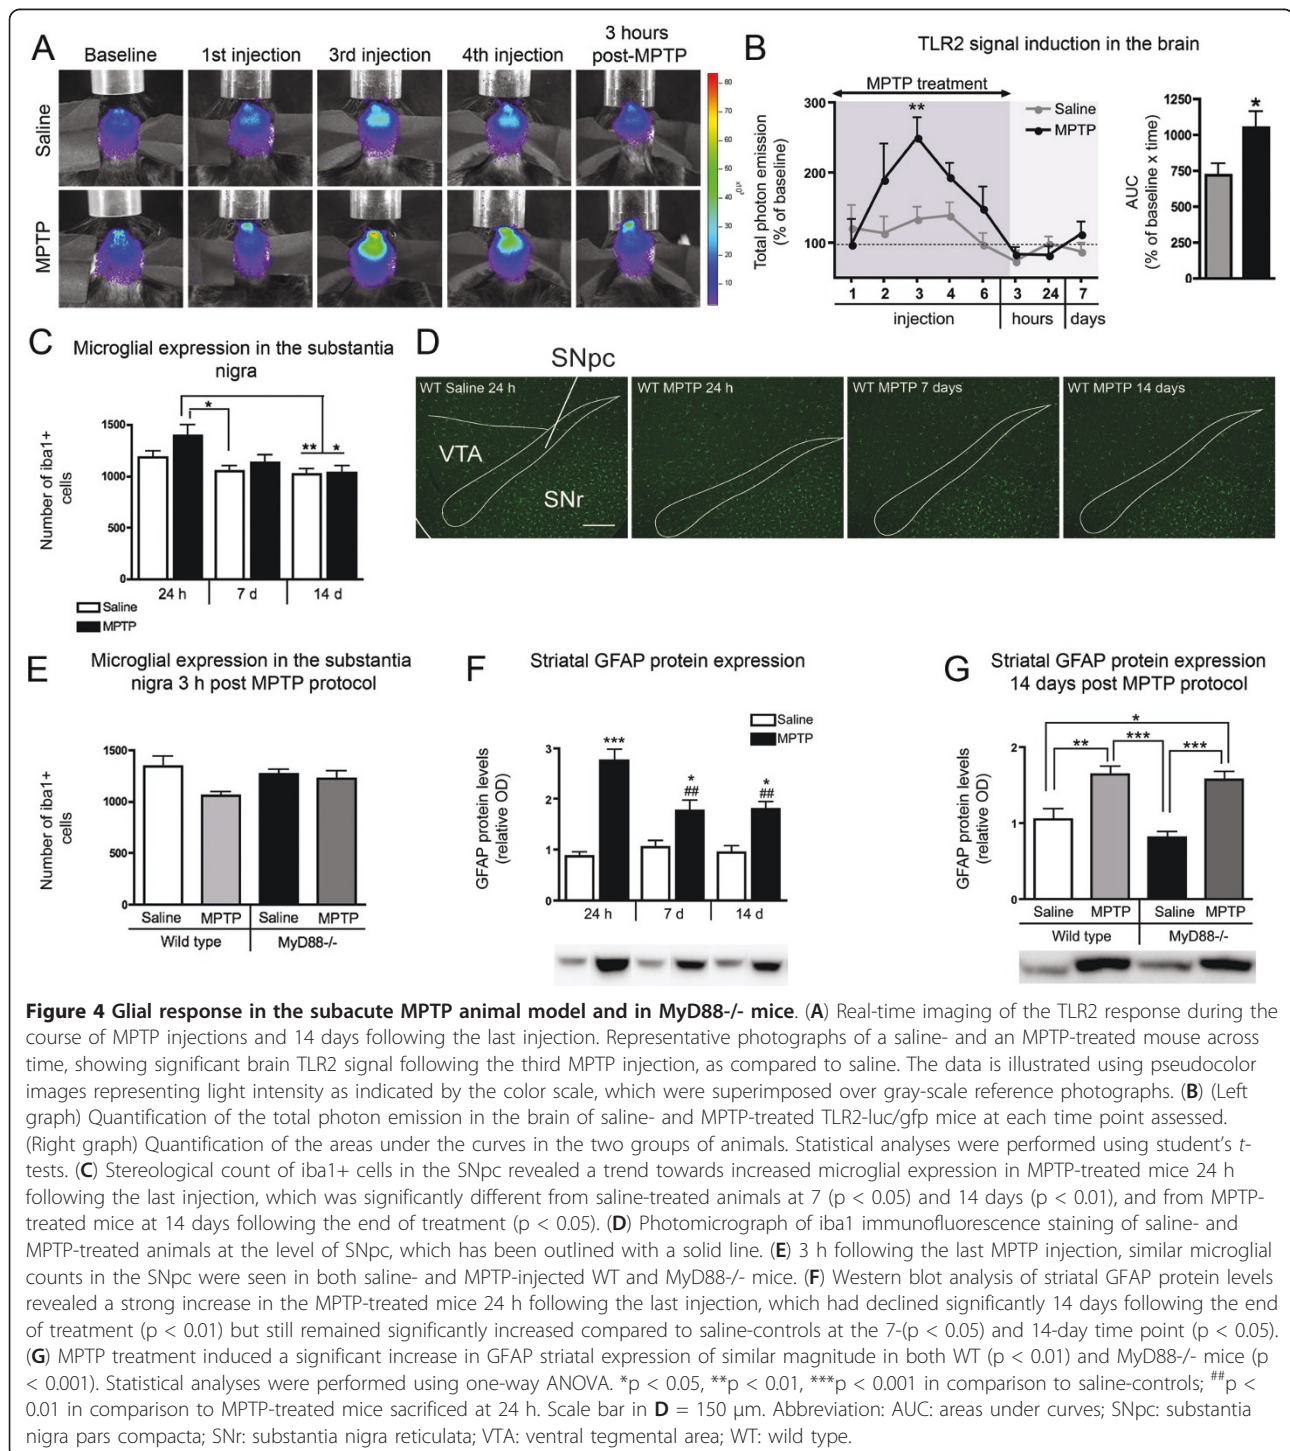 A
Baseline
1st injection
3rd injection
4th injection
3 hours
post-MPTP
Saline
MPTP
80
70
60
50
40
30
20
10
x10³
B
TLR2 signal induction in the brain
MPTP treatment
Saline
MPTP
**
Total photon emission
(% of baseline)
300
200
100
1 2 3 4 6 3 24 7
injection hours days
AUC
(% of baseline x time)
1250
1000
750
500
250
0
*
C
Microglial expression in the substantia
nigra
Number of iba1+
cells
1500
1000
500
0
* ** *
24 h 7 d 14 d
Saline
MPTP
D
SNpc
WT Saline 24 h
WT MPTP 24 h
WT MPTP 7 days
WT MPTP 14 days
VTA
SNr
E
Microglial expression in the substantia
nigra 3 h post MPTP protocol
Number of iba1+
cells
1500
1000
500
0
Saline MPTP Saline MPTP
Wild type MyD88-/-
F
Striatal GFAP protein expression
Saline
MPTP
GFAP protein levels
(relative OD)
3
2
1
0
*** * ## * ##
24 h 7 d 14 d
G
Striatal GFAP protein expression
14 days post MPTP protocol
GFAP protein levels
(relative OD)
2
1
0
*
** *** ***
Saline MPTP Saline MPTP
Wild type MyD88-/-
Figure 4 Glial response in the subacute MPTP animal model and in MyD88-/- mice. (A) Real-time imaging of the TLR2 response during the
course of MPTP injections and 14 days following the last injection. Representative photographs of a saline- and an MPTP-treated mouse across
time, showing significant brain TLR2 signal following the third MPTP injection, as compared to saline. The data is illustrated using pseudocolor
images representing light intensity as indicated by the color scale, which were superimposed over gray-scale reference photographs. (B) (Left
graph) Quantification of the total photon emission in the brain of saline- and MPTP-treated TLR2-luc/gfp mice at each time point assessed.
(Right graph) Quantification of the areas under the curves in the two groups of animals. Statistical analyses were performed using student's t-
tests. (C) Stereological count of iba1+ cells in the SNpc revealed a trend towards increased microglial expression in MPTP-treated mice 24 h
following the last injection, which was significantly different from saline-treated animals at 7 (p < 0.05) and 14 days (p < 0.01), and from MPTP-
treated mice at 14 days following the end of treatment (p < 0.05). (D) Photomicrograph of iba1 immunofluorescence staining of saline- and
MPTP-treated animals at the level of SNpc, which has been outlined with a solid line. (E) 3 h following the last MPTP injection, similar microglial
counts in the SNpc were seen in both saline- and MPTP-injected WT and MyD88-/- mice. (F) Western blot analysis of striatal GFAP protein levels
revealed a strong increase in the MPTP-treated mice 24 h following the last injection, which had declined significantly 14 days following the end
of treatment (p < 0.01) but still remained significantly increased compared to saline-controls at the 7-(p < 0.05) and 14-day time point (p < 0.05).
(G) MPTP treatment induced a significant increase in GFAP striatal expression of similar magnitude in both WT (p < 0.01) and MyD88-/- mice (p
< 0.001). Statistical analyses were performed using one-way ANOVA. *p < 0.05, **p < 0.01, ***p < 0.001 in comparison to saline-controls; ##p <
0.01 in comparison to MPTP-treated mice sacrificed at 24 h. Scale bar in D = 150 μm. Abbreviation: AUC: areas under curves; SNpc: substantia
nigra pars compacta; SNr: substantia nigra reticulata; VTA: ventral tegmental area; WT: wild type.